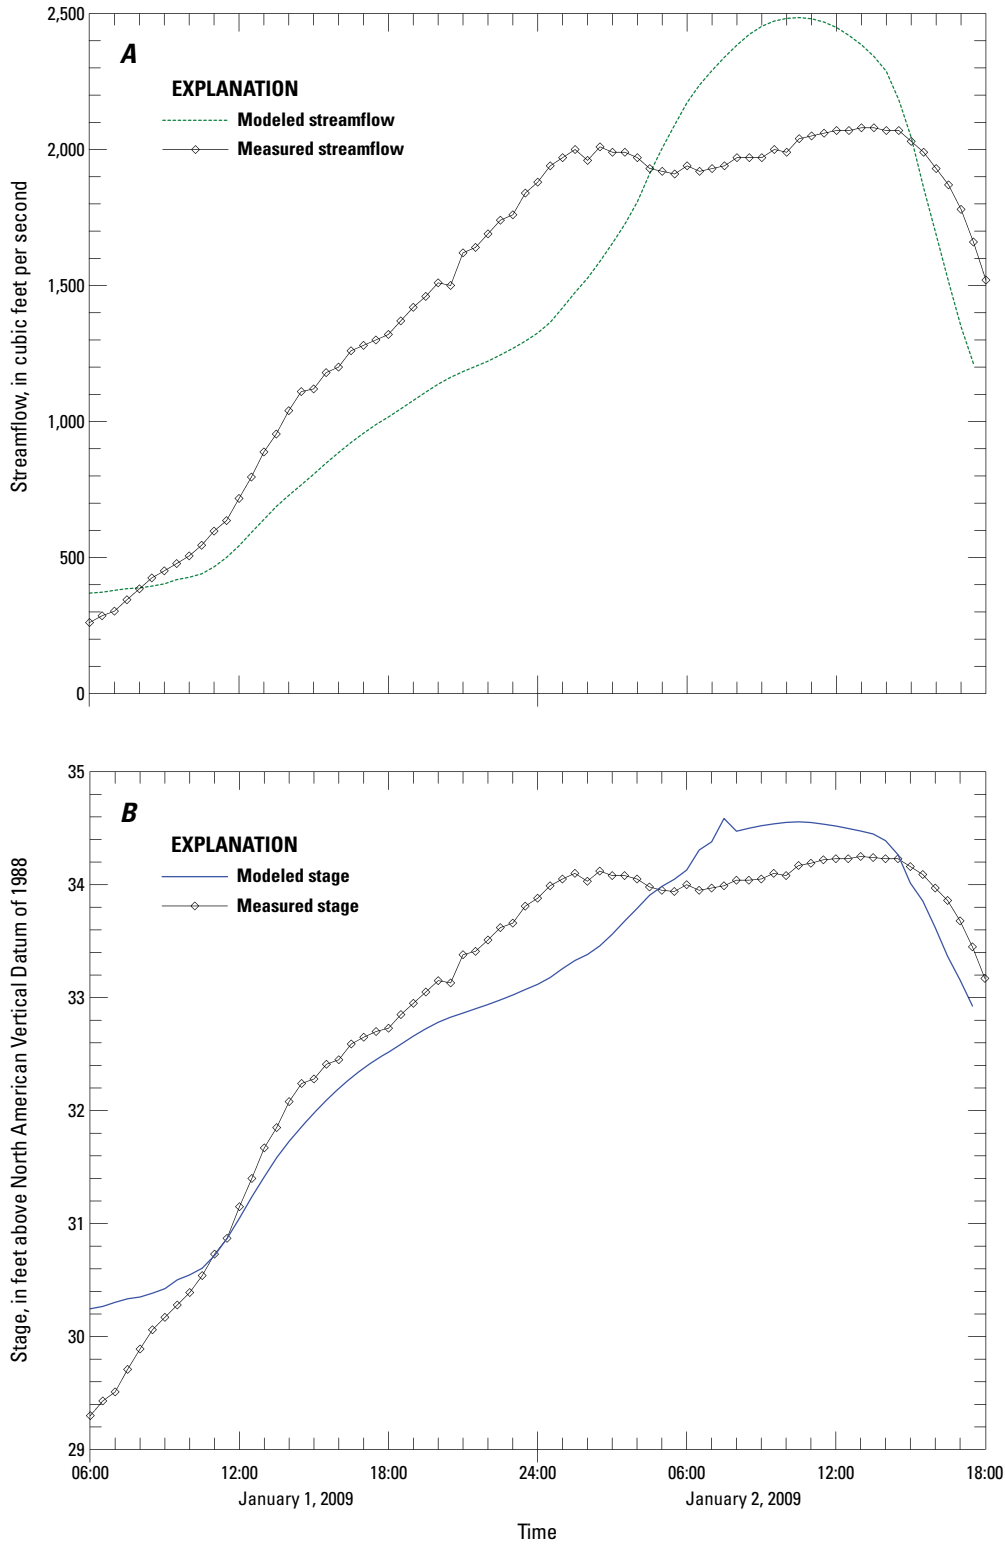 2,500
2,000
1,500
1,000
500
0
Streamflow, in cubic feet per second
A
EXPLANATION
Modeled streamflow
Measured streamflow
35
34
33
32
31
30
29
Stage, in feet above North American Vertical Datum of 1988
B
EXPLANATION
Modeled stage
Measured stage
06:00 12:00 18:00 24:00 06:00 12:00 18:00
January 1, 2009 January 2, 2009
Time